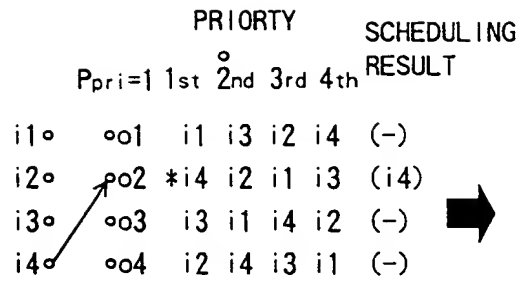 PRIORTY
SCHEDULING
RESULT
Ppri=1 1st 2nd 3rd 4th
i1 o1 i1 i3 i2 i4 (-)
i2 o2 *i4 i2 i1 i3 (i4)
i3 o3 i3 i1 i4 i2 (-)
i4 o4 i2 i4 i3 i1 (-)